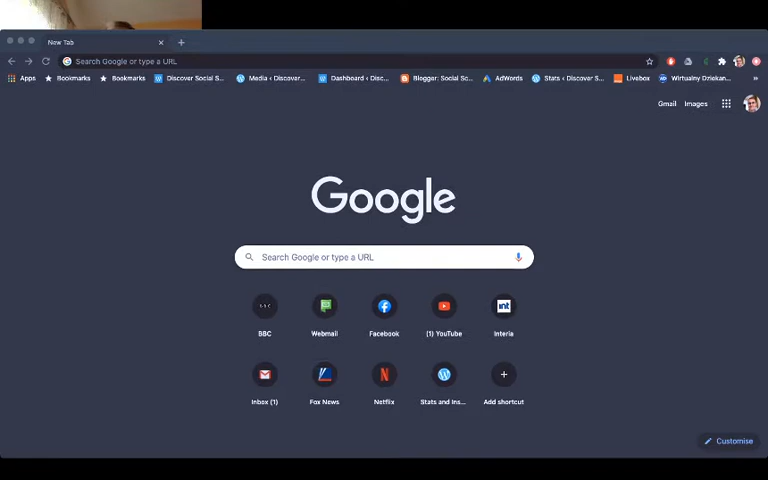 New Tab
Search Google or type a URL
Apps Bookmarks Bookmarks Discover Social S... Media ‹ Discover... Dashboard ‹ Disc... Blogger: Social Sc... AdWords Stats ‹ Discover S... Livebox Wirtualny Dziekan... »
Gmail Images
Google
Search Google or type a URL
BBC Webmail Facebook (1) YouTube Interia
Inbox (1) Fox News Netflix Stats and Ins... Add shortcut
Customise